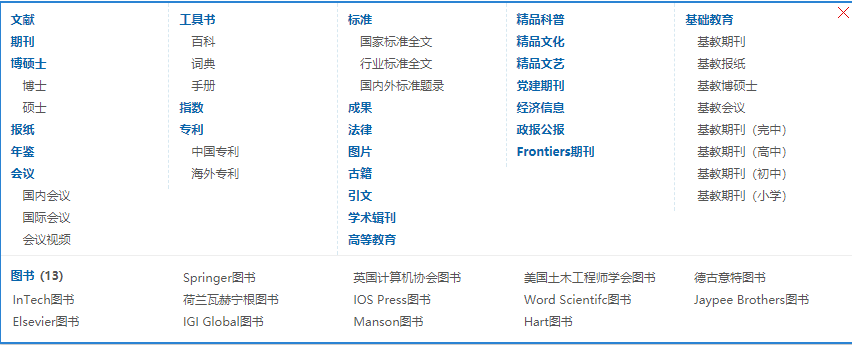 文献
期刊
博硕士
博士
硕士
报纸
年鉴
会议
国内会议
国际会议
会议视频
工具书
百科
词典
手册
指数
专利
中国专利
海外专利
标准
国家标准全文
行业标准全文
国内外标准题录
成果
法律
图片
古籍
引文
学术辑刊
高等教育
精品科普
精品文化
精品文艺
党建期刊
经济信息
政报公报
Frontiers期刊
基础教育
基教期刊
基教报纸
基教博硕士
基教会议
基教期刊（完中）
基教期刊（高中）
基教期刊（初中）
基教期刊（小学）
图书 (13)
Springer图书
英国计算机协会图书
美国土木工程师学会图书
德古意特图书
InTech图书
荷兰瓦赫宁根图书
IOS Press图书
Word Scientifc图书
Jaypee Brothers图书
Elsevier图书
IGI Global图书
Manson图书
Hart图书